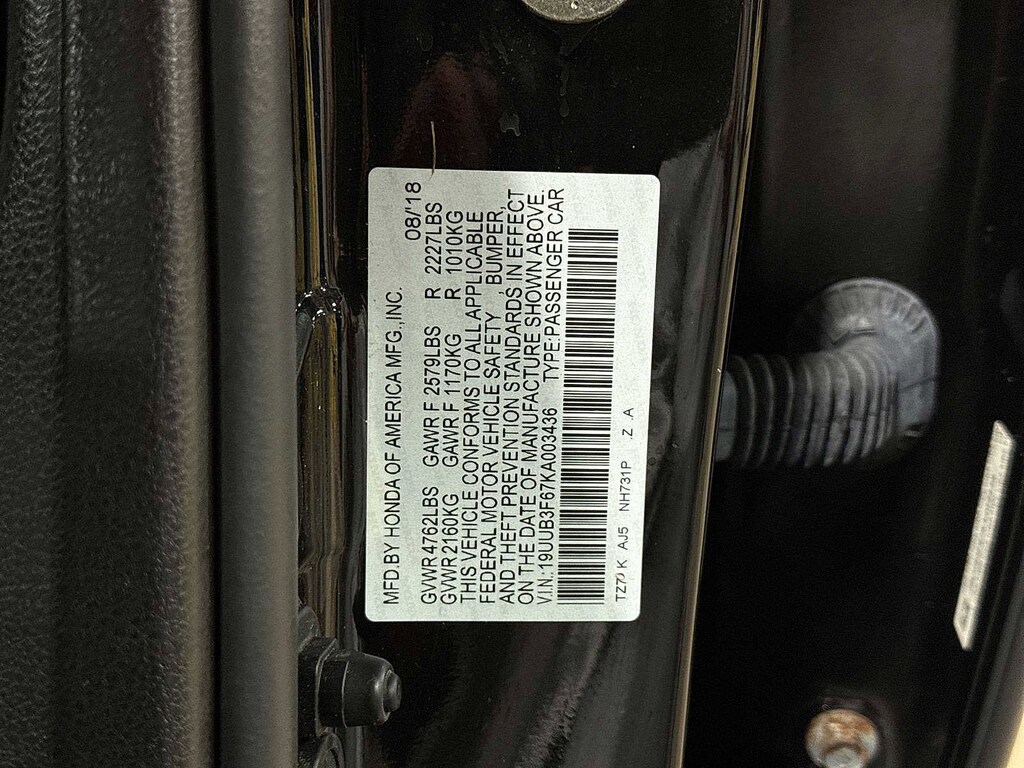 MFD.BY HONDA OF AMERICA MFG.,INC.
08/'18
GVWR 4762LBS GAWR F 2579LBS R 2227LBS
GVWR 2160KG GAWR F 1170KG R 1010KG
THIS VEHICLE CONFORMS TO ALL APPLICABLE
FEDERAL MOTOR VEHICLE SAFETY, BUMPER,
AND THEFT PREVENTION STANDARDS IN EFFECT
ON THE DATE OF MANUFACTURE SHOWN ABOVE.
V.I.N.:19UUB3F67KA003436 TYPE:PASSENGER CAR
K AJ5 NH731P Z A